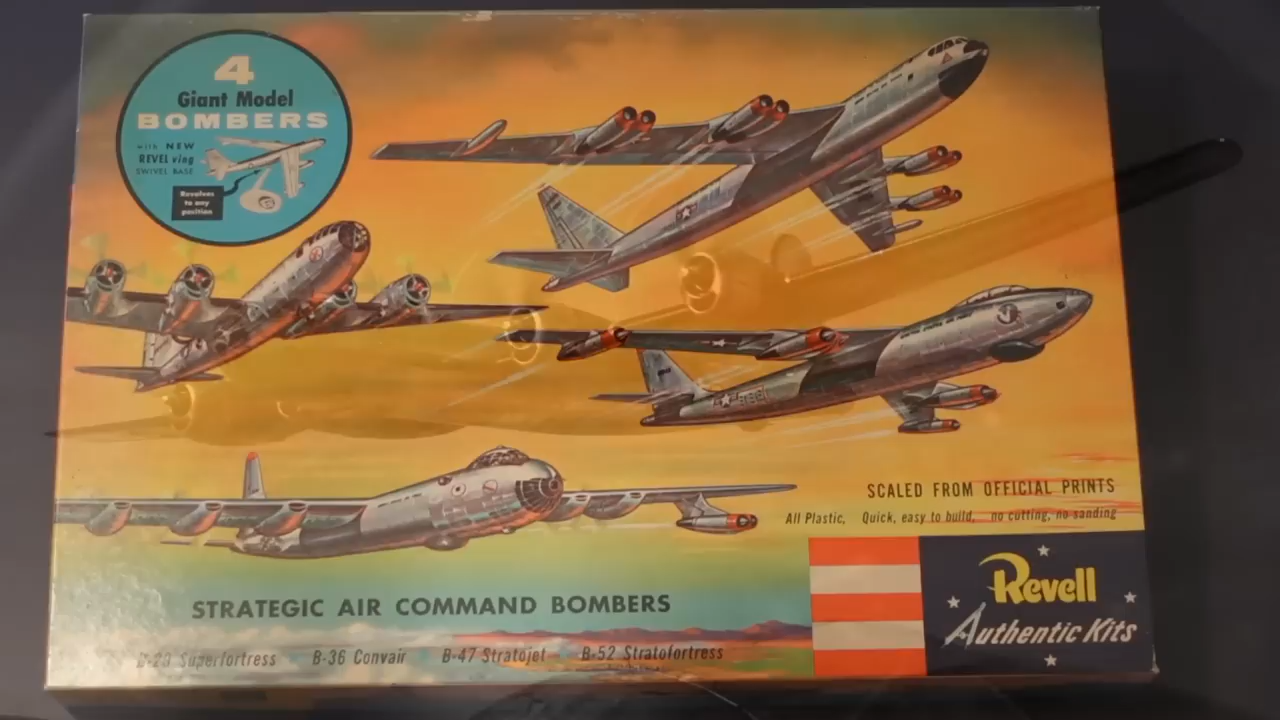 4
Giant Model
BOMBERS
with NEW
REVELving
SWIVEL BASE
Revolves
to any
position
SCALED FROM OFFICIAL PRINTS
All Plastic, Quick, easy to build, no cutting, no sanding
Revell
Authentic Kits
STRATEGIC AIR COMMAND BOMBERS
B-29 Superfortress B-36 Convair B-47 Stratojet B-52 Stratofortress